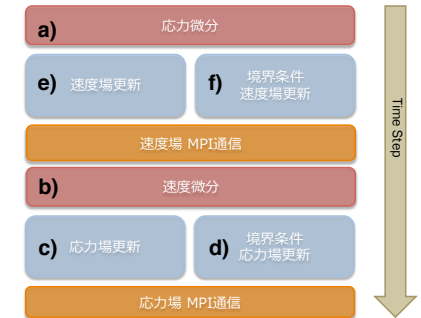 a) 応力微分
e) 速度場更新
f) 境界条件
速度場更新
速度場 MPI通信
b) 速度微分
c) 応力場更新
d) 境界条件
応力場更新
応力場 MPI通信
Time Step